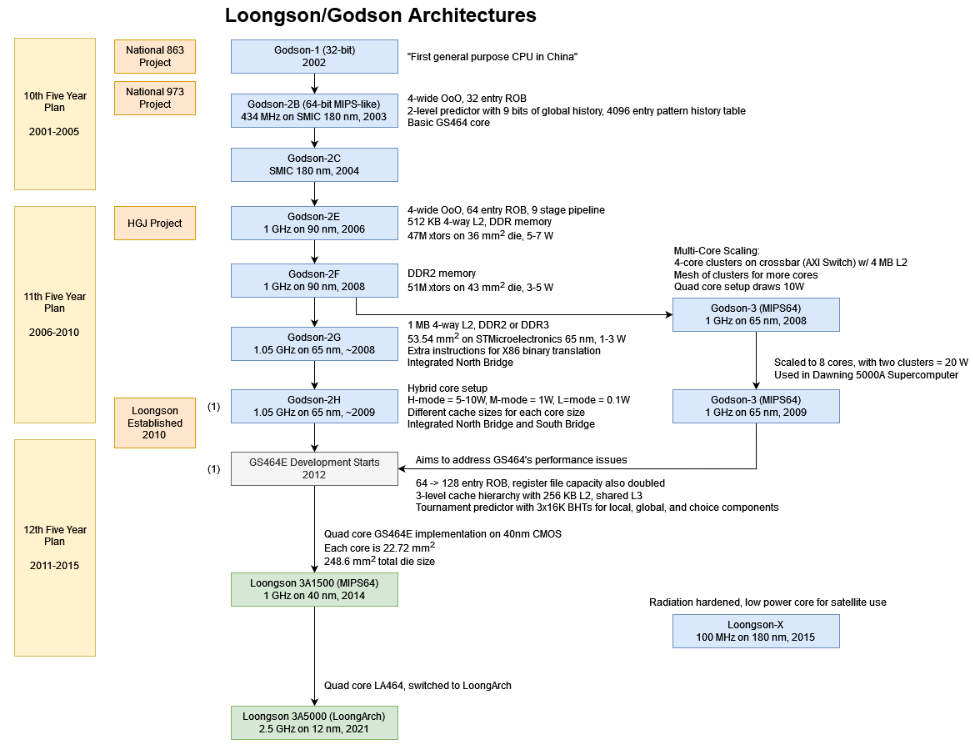 Loongson/Godson Architectures
National 863
Project
Godson-1 (32-bit)
2002
"First general purpose CPU in China"
10th Five Year
Plan
2001-2005
National 973
Project
Godson-2B (64-bit MIPS-like)
434 MHz on SMIC 180 nm, 2003
4-wide OoO, 32 entry ROB
2-level predictor with 9 bits of global history, 4096 entry pattern history table
Basic GS464 core
Godson-2C
SMIC 180 nm, 2004
11th Five Year
Plan
2006-2010
HGJ Project
Godson-2E
1 GHz on 90 nm, 2006
4-wide OoO, 64 entry ROB, 9 stage pipeline
512 KB 4-way L2, DDR memory
47M xtors on 36 mm² die, 5-7 W
Godson-2F
1 GHz on 90 nm, 2008
DDR2 memory
51M xtors on 43 mm² die, 3-5 W
Multi-Core Scaling:
4-core clusters on crossbar (AXI Switch) w/ 4 MB L2
Mesh of clusters for more cores
Quad core setup draws 10W
Godson-3 (MIPS64)
1 GHz on 65 nm, 2008
Godson-2G
1.05 GHz on 65 nm, ~2008
1 MB 4-way L2, DDR2 or DDR3
53.54 mm² on STMicroelectronics 65 nm, 1-3 W
Extra instructions for X86 binary translation
Integrated North Bridge
Scaled to 8 cores, with two clusters = 20 W
Used in Dawning 5000A Supercomputer
Loongson
Established
2010
(1)
Godson-2H
1.05 GHz on 65 nm, ~2009
Hybrid core setup
H-mode = 5-10W, M-mode = 1W, L=mode = 0.1W
Different cache sizes for each core size
Integrated North Bridge and South Bridge
Godson-3 (MIPS64)
1 GHz on 65 nm, 2009
12th Five Year
Plan
2011-2015
(1)
GS464E Development Starts
2012
Aims to address GS464's performance issues
64 -> 128 entry ROB, register file capacity also doubled
3-level cache hierarchy with 256 KB L2, shared L3
Tournament predictor with 3x16K BHTs for local, global, and choice components
Quad core GS464E implementation on 40nm CMOS
Each core is 22.72 mm²
248.6 mm² total die size
Loongson 3A1500 (MIPS64)
1 GHz on 40 nm, 2014
Radiation hardened, low power core for satellite use
Loongson-X
100 MHz on 180 nm, 2015
Quad core LA464, switched to LoongArch
Loongson 3A5000 (LoongArch)
2.5 GHz on 12 nm, 2021